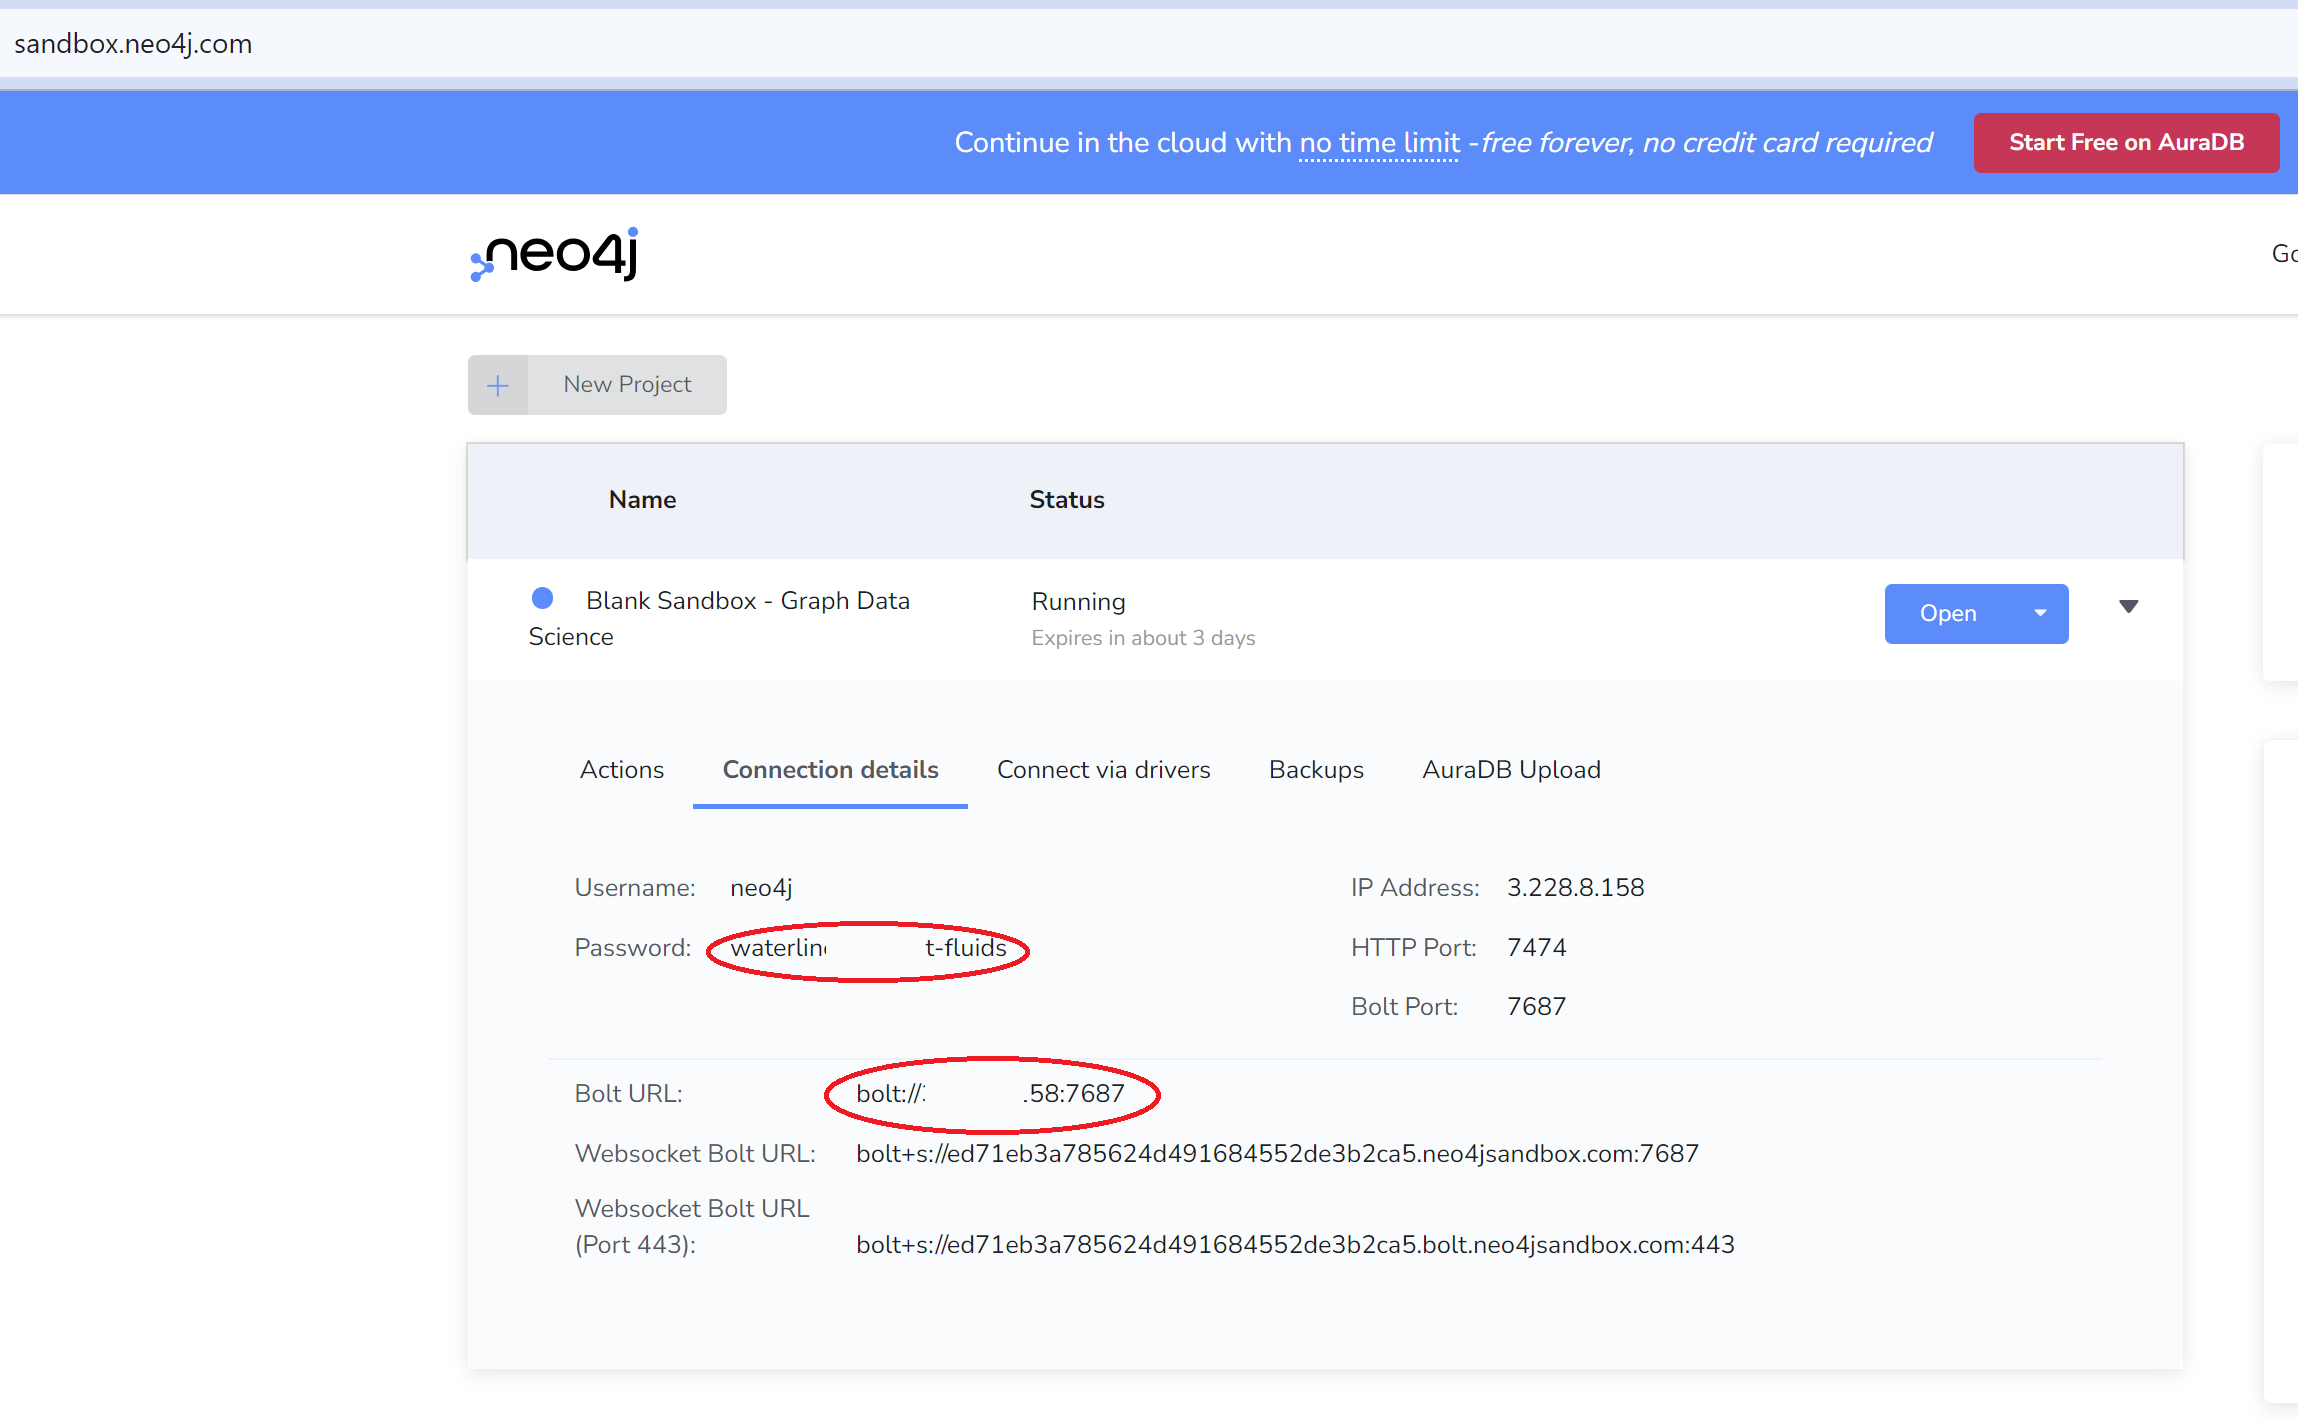 sandbox.neo4j.com
Continue in the cloud with no time limit -free forever, no credit card required
Start Free on AuraDB
neo4j
New Project
Name Status
Blank Sandbox - Graph Data
Science
Running
Expires in about 3 days
Open
Actions Connection details Connect via drivers Backups AuraDB Upload
Username: neo4j
Password: t-fluids
IP Address: 3.228.8.158
HTTP Port: 7474
Bolt Port: 7687
Bolt URL: bolt:// .58:7687
Websocket Bolt URL: bolt+s://ed71eb3a785624d491684552de3b2ca5.neo4jsandbox.com:7687
Websocket Bolt URL
(Port 443): bolt+s://ed71eb3a785624d491684552de3b2ca5.bolt.neo4jsandbox.com:443